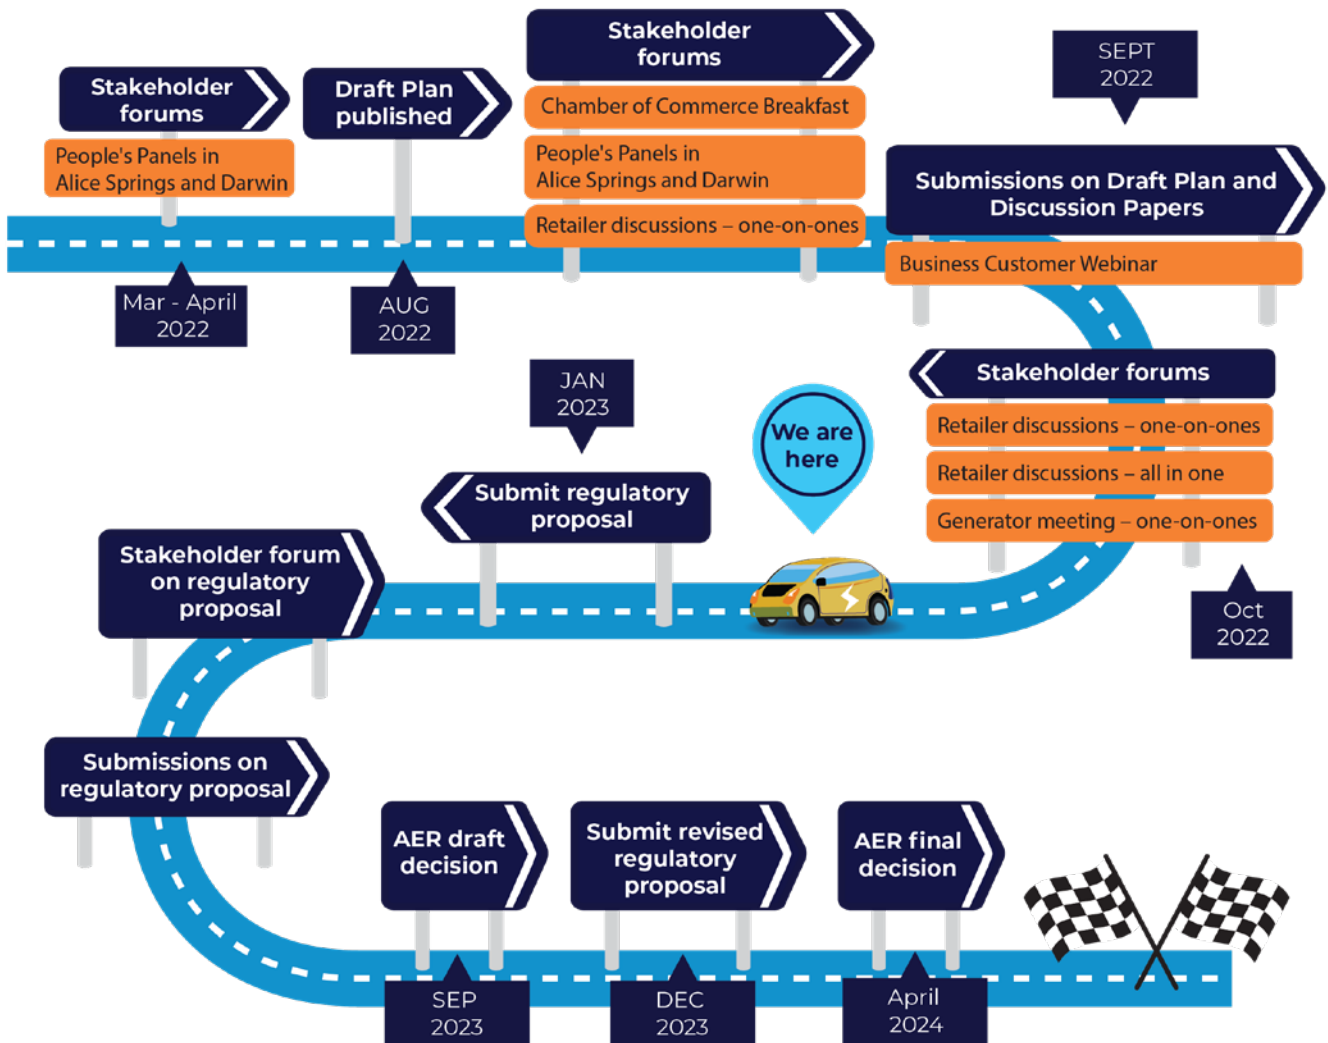 Stakeholder
forums
People's Panels in
Alice Springs and Darwin
Mar - April
2022
Draft Plan
published
AUG
2022
Stakeholder
forums
Chamber of Commerce Breakfast
People's Panels in
Alice Springs and Darwin
Retailer discussions – one-on-ones
SEPT
2022
Submissions on Draft Plan and
Discussion Papers
Business Customer Webinar
Stakeholder forums
Retailer discussions – one-on-ones
Retailer discussions – all in one
Generator meeting – one-on-ones
Oct
2022
We are
here
JAN
2023
Submit regulatory
proposal
Stakeholder forum
on regulatory
proposal
Submissions on
regulatory proposal
AER draft
decision
SEP
2023
Submit revised
regulatory
proposal
DEC
2023
AER final
decision
April
2024